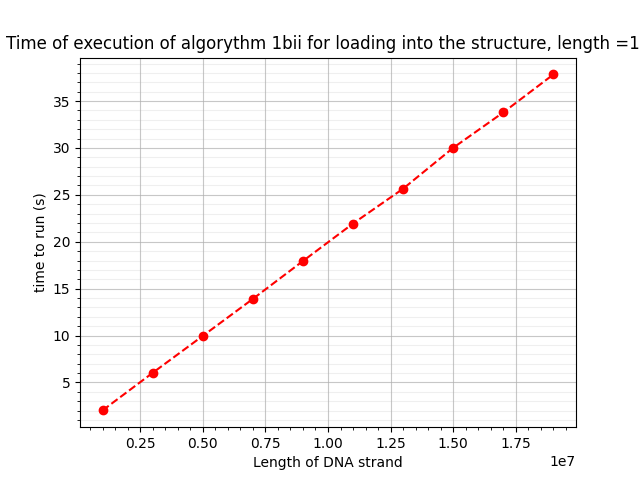 Time of execution of algorythm 1bii for loading into the structure, length =1
35
30
25
20
15
10
5
time to run (s)
0.25 0.50 0.75 1.00 1.25 1.50 1.75
1e7
Length of DNA strand